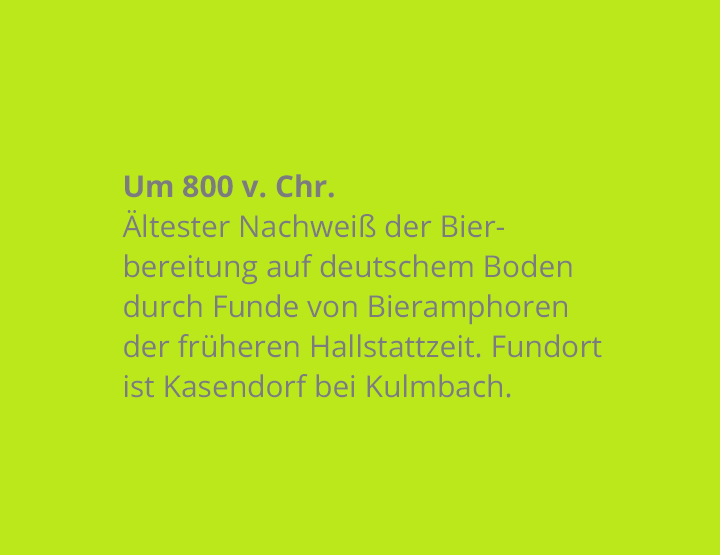 Um 800 v. Chr.
Ältester Nachweiß der Bier-
bereitung auf deutschem Boden
durch Funde von Bieramphoren
der früheren Hallstattzeit. Fundort
ist Kasendorf bei Kulmbach.